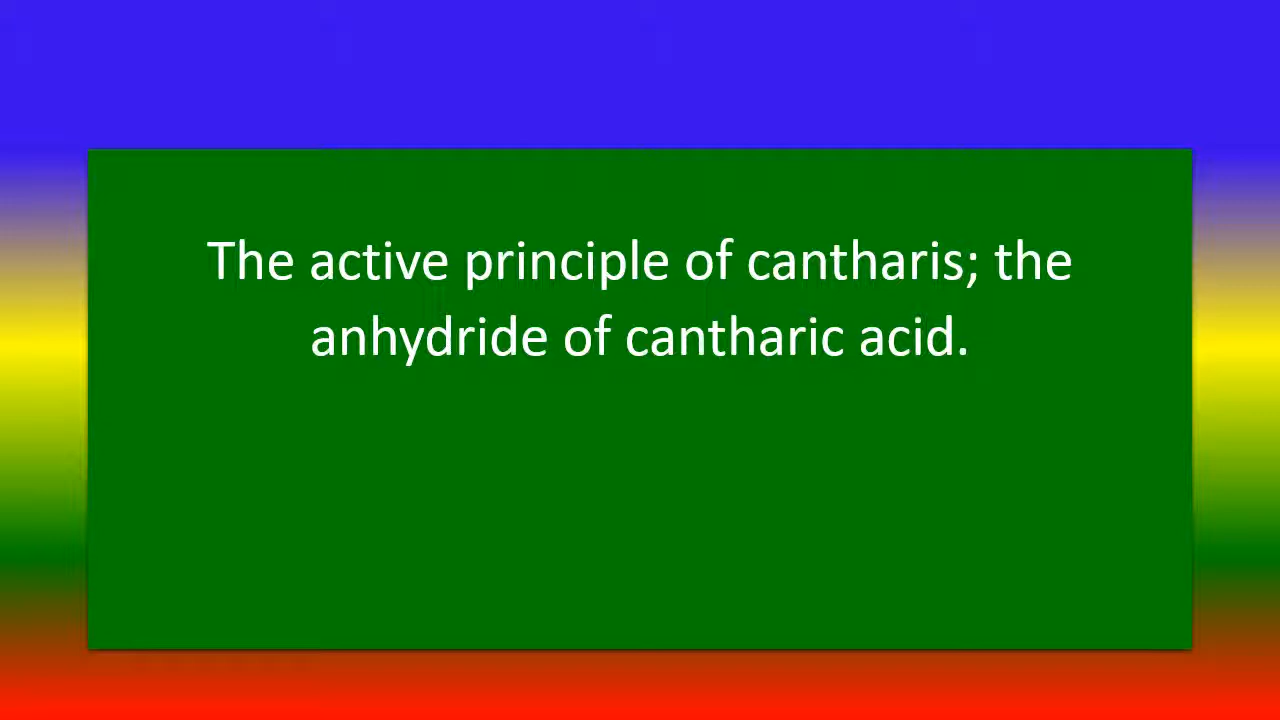 The active principle of cantharis; the
anhydride of cantharic acid.